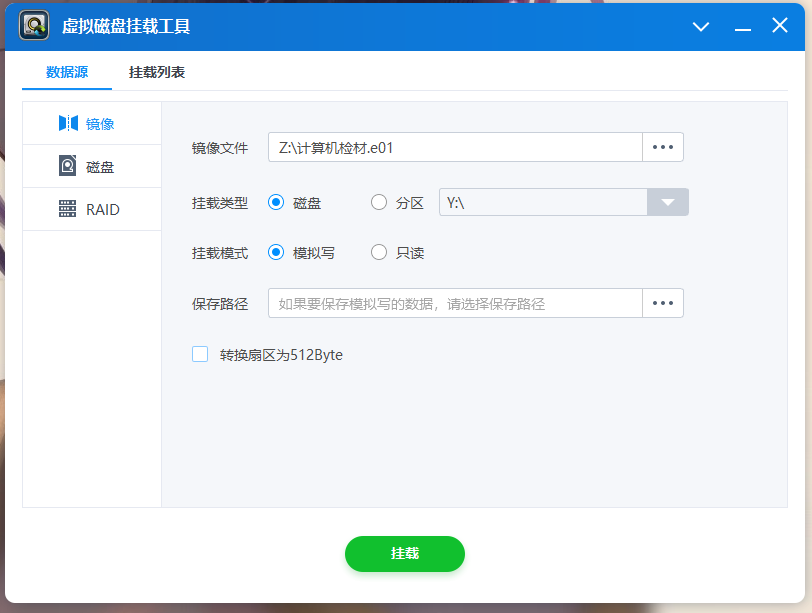 虚拟磁盘挂载工具
数据源 挂载列表
镜像
磁盘
RAID
镜像文件 Z:\计算机检材.e01
挂载类型 磁盘 分区 Y:\
挂载模式 模拟写 只读
保存路径 如果要保存模拟写的数据，请选择保存路径
转换扇区为512Byte
挂载